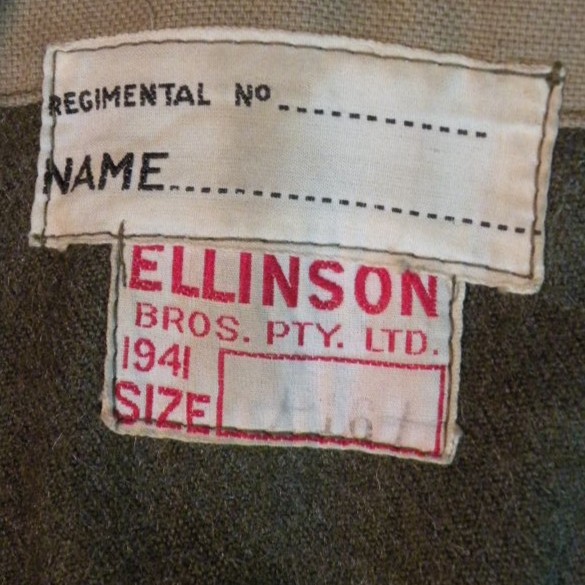 REGIMENTAL NO
NAME
ELLINSON
BROS. PTY. LTD.
1941
SIZE